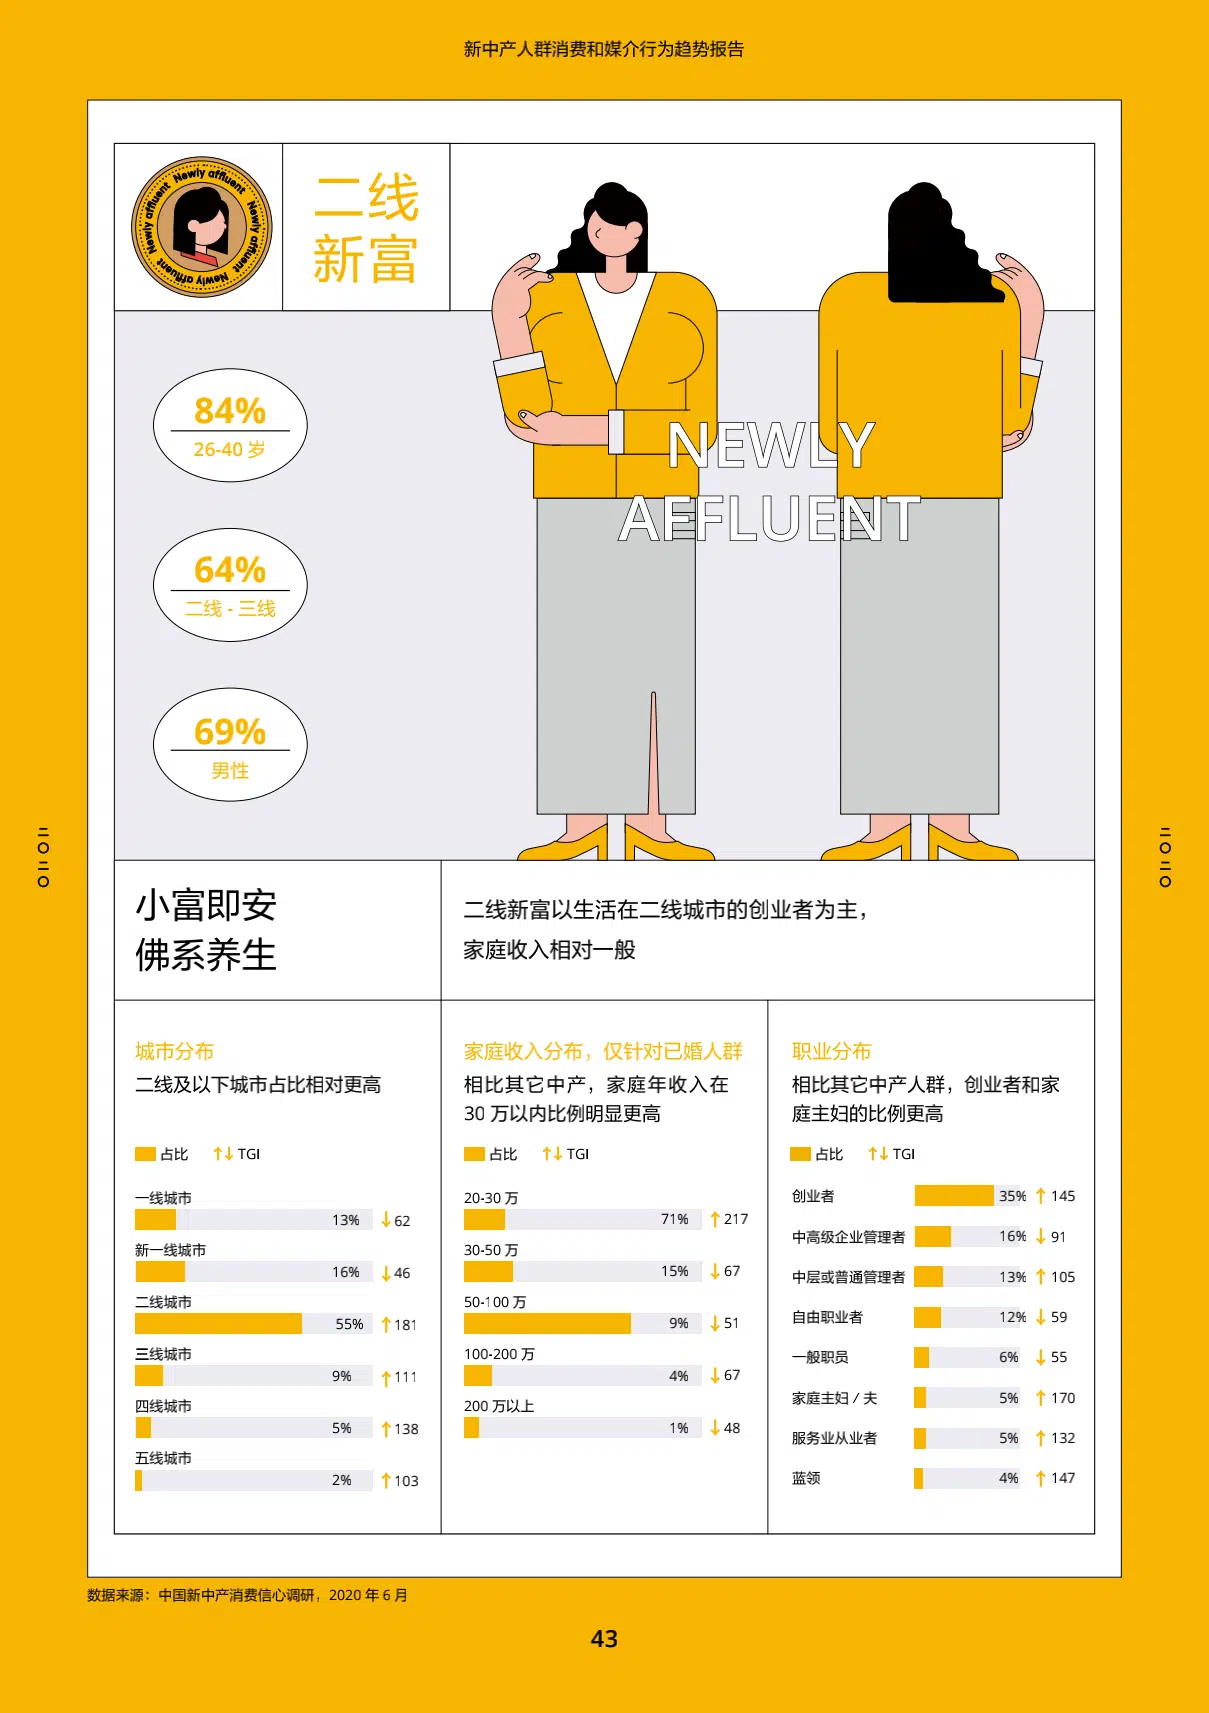 新中产人群消费和媒介行为趋势报告
Newly affluent Newly affluent Newly affluent Newly affluent
二线
新富
84%
26-40 岁
64%
二线 - 三线
69%
男性
NEWLY
AFFLUENT
二〇二〇
二〇二〇
小富即安
佛系养生
二线新富以生活在二线城市的创业者为主，
家庭收入相对一般
城市分布
二线及以下城市占比相对更高
占比 ↑↓ TGI
一线城市
13% ↓ 62
新一线城市
16% ↓ 46
二线城市
55% ↑ 181
三线城市
9% ↑ 111
四线城市
5% ↑ 138
五线城市
2% ↑ 103
家庭收入分布，仅针对已婚人群
相比其它中产，家庭年收入在
30 万以内比例明显更高
占比 ↑↓ TGI
20-30 万
71% ↑ 217
30-50 万
15% ↓ 67
50-100 万
9% ↓ 51
100-200 万
4% ↓ 67
200 万以上
1% ↓ 48
职业分布
相比其它中产人群，创业者和家
庭主妇的比例更高
占比 ↑↓ TGI
创业者 35% ↑ 145
中高级企业管理者 16% ↓ 91
中层或普通管理者 13% ↑ 105
自由职业者 12% ↓ 59
一般职员 6% ↓ 55
家庭主妇 / 夫 5% ↑ 170
服务业从业者 5% ↑ 132
蓝领 4% ↑ 147
数据来源：中国新中产消费信心调研，2020 年 6 月
43